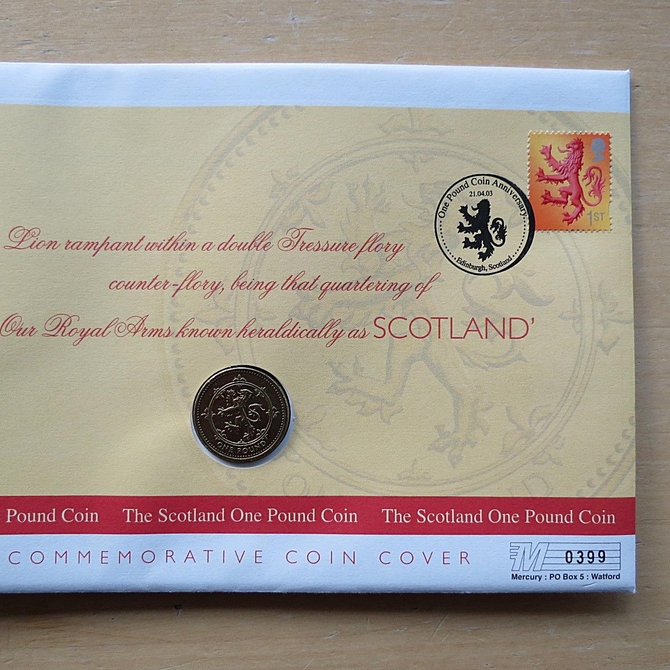 One Pound Coin Anniversary
21.04.03
Edinburgh, Scotland
1ST
Lion rampant within a double Tressure flory
counter-flory, being that quartering of
Our Royal Arms known heraldically as SCOTLAND'
ONE POUND
Pound Coin The Scotland One Pound Coin The Scotland One Pound Coin
COMMEMORATIVE COIN COVER
M 0399
Mercury : PO Box 5 : Watford